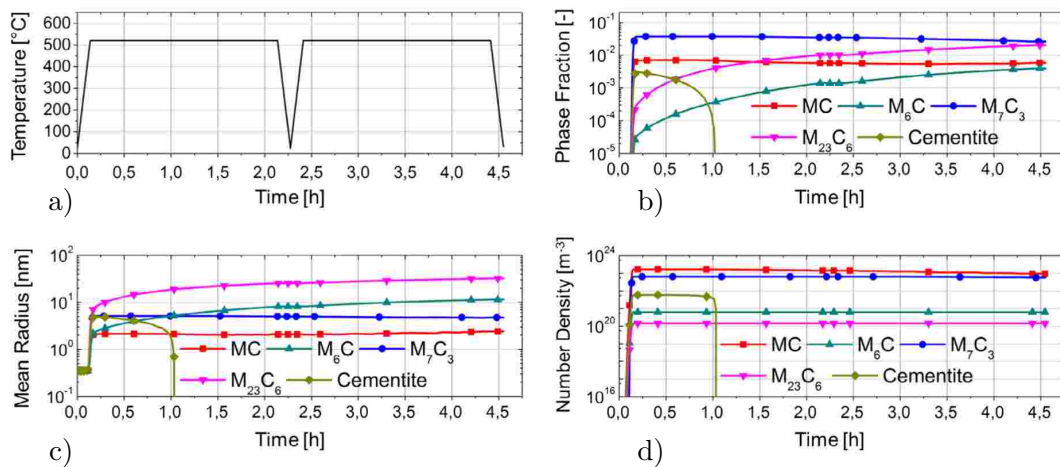 Temperature [°C]
600
500
400
300
200
100
0
0,0 0,5 1,0 1,5 2,0 2,5 3,0 3,5 4,0 4,5
Time [h]
a)
Phase Fraction [-]
10-1
10-2
10-3
10-4
10-5
MC M6C M7C3
M23C6 Cementite
0,0 0,5 1,0 1,5 2,0 2,5 3,0 3,5 4,0 4,5
Time [h]
b)
Mean Radius [nm]
102
101
100
10-1
MC M6C M7C3
M23C6 Cementite
0,0 0,5 1,0 1,5 2,0 2,5 3,0 3,5 4,0 4,5
Time [h]
c)
Number Density [m-3]
1024
1020
1016
MC M6C M7C3
M23C6 Cementite
0,0 0,5 1,0 1,5 2,0 2,5 3,0 3,5 4,0 4,5
Time [h]
d)